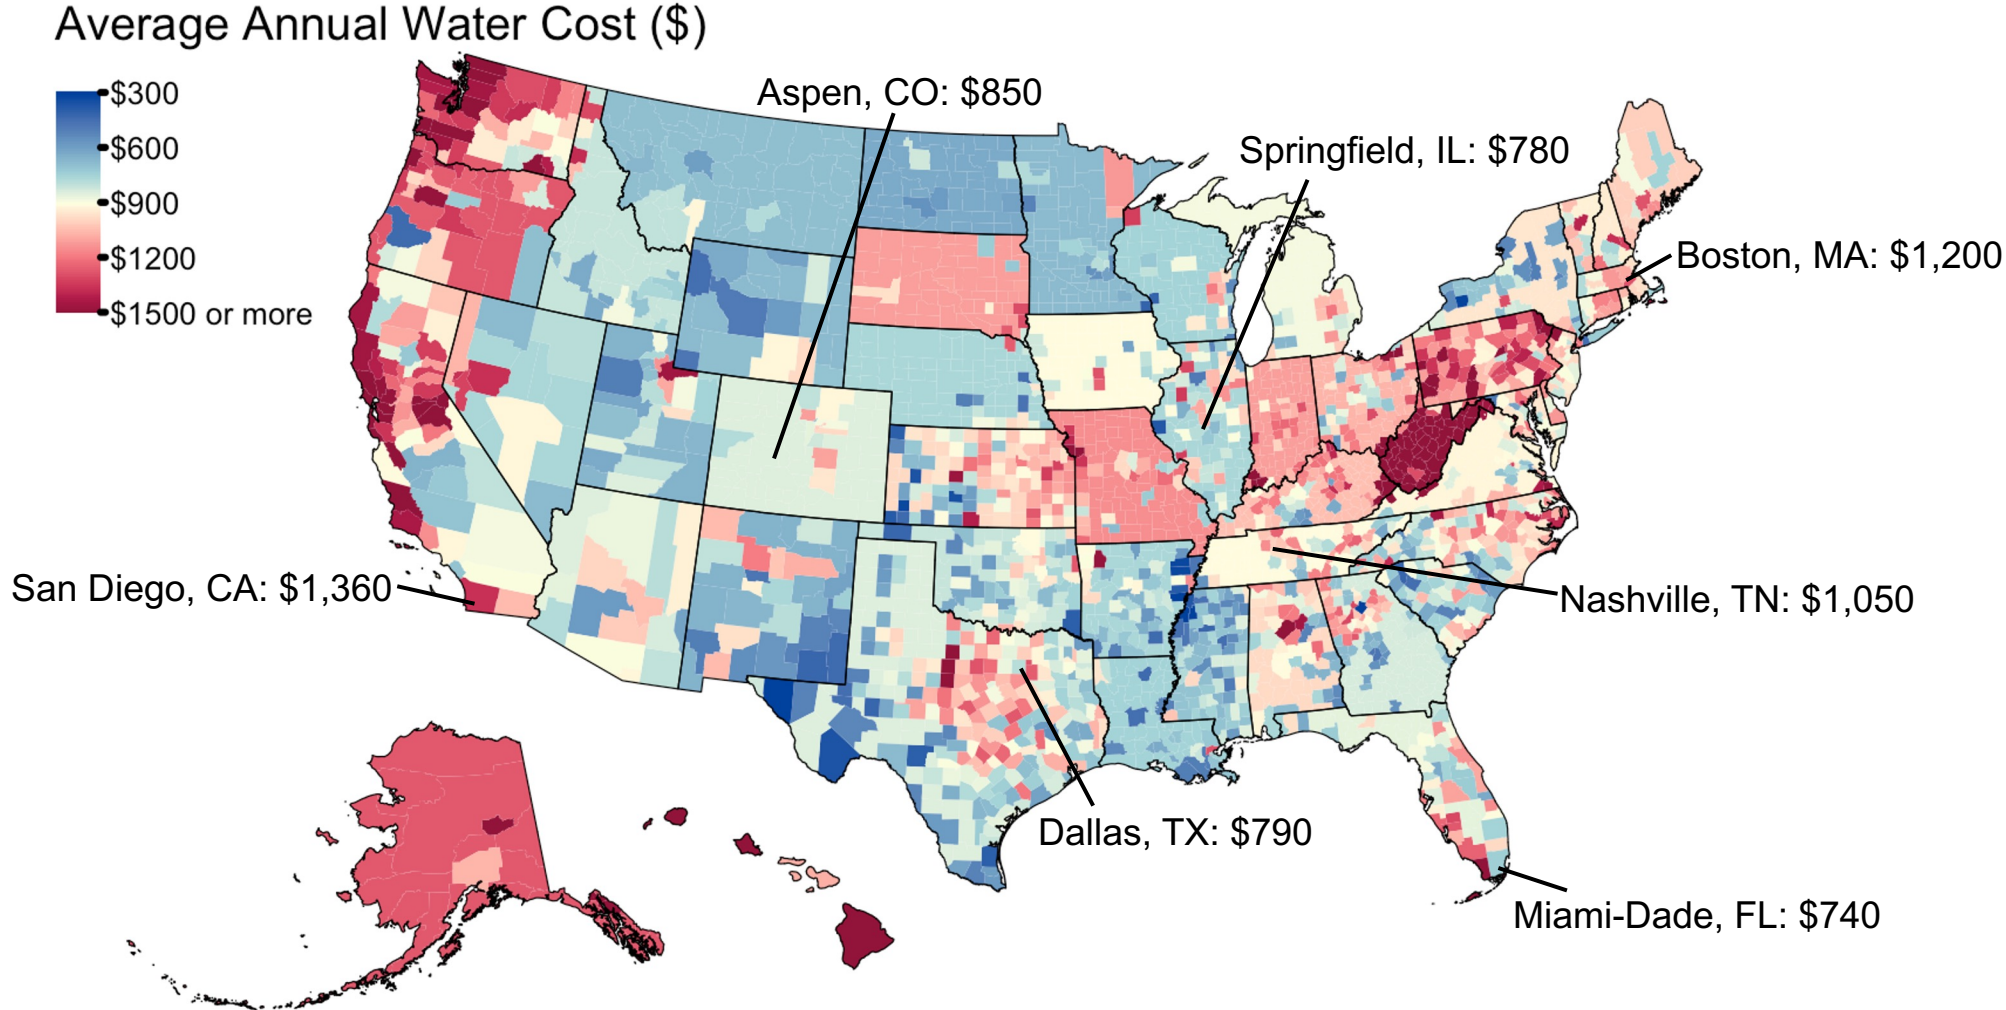 Average Annual Water Cost ($)
$300
$600
$900
$1200
$1500 or more
Aspen, CO: $850
Springfield, IL: $780
Boston, MA: $1,200
San Diego, CA: $1,360
Nashville, TN: $1,050
Dallas, TX: $790
Miami-Dade, FL: $740